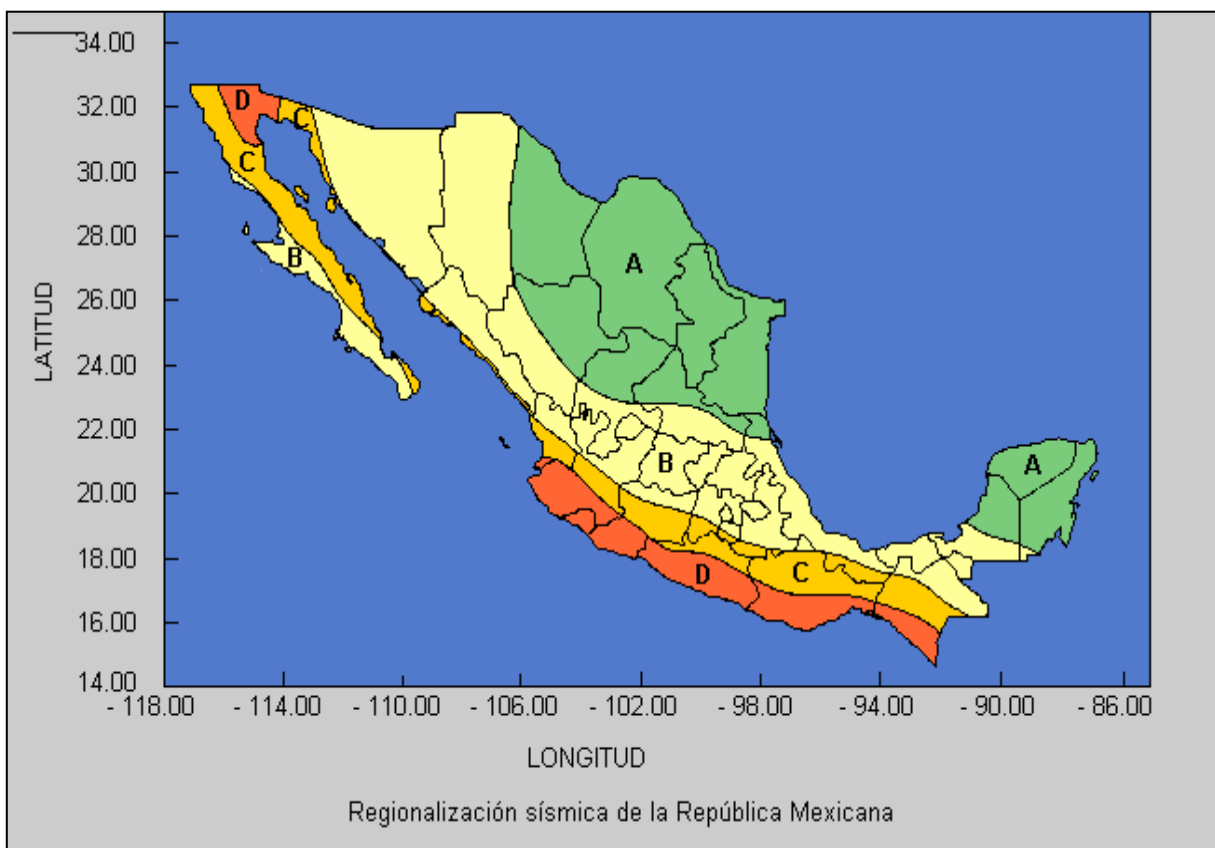 34.00
32.00
30.00
28.00
26.00
24.00
22.00
20.00
18.00
16.00
14.00
LATITUD
D
C
C
B
A
B
A
D
C
- 118.00 - 114.00 - 110.00 - 106.00 - 102.00 - 98.00 - 94.00 - 90.00 - 86.00
LONGITUD
Regionalización sísmica de la República Mexicana